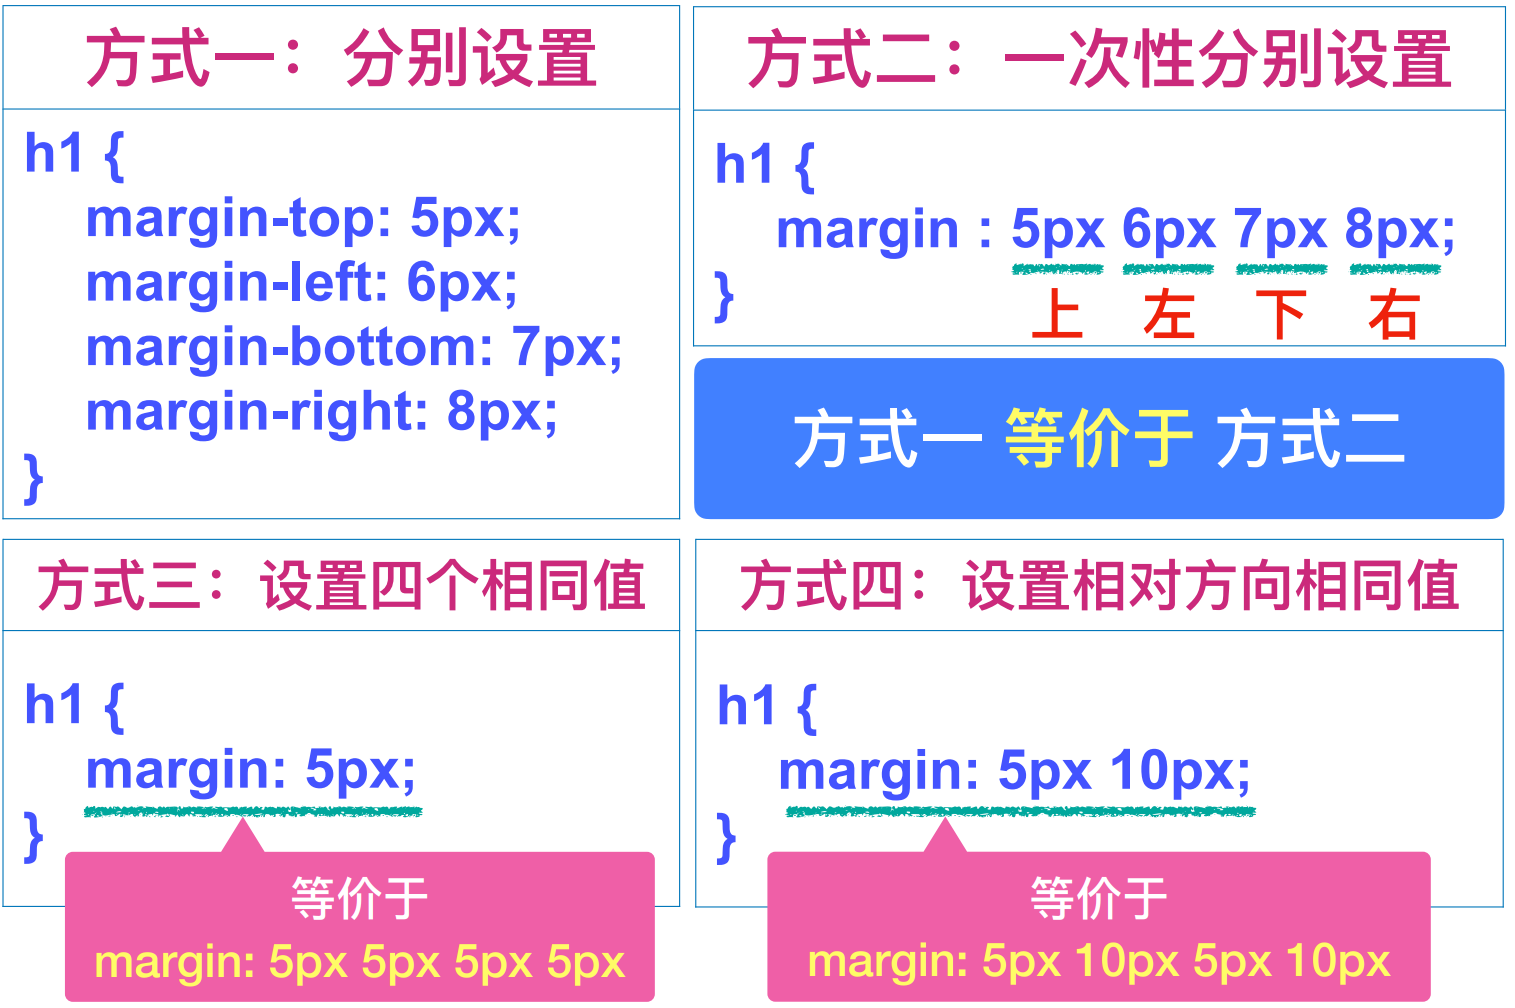 方式一：分别设置
h1 {
margin-top: 5px;
margin-left: 6px;
margin-bottom: 7px;
margin-right: 8px;
}
方式二：一次性分别设置
h1 {
margin : 5px 6px 7px 8px;
}
上 左 下 右
方式一 等价于 方式二
方式三：设置四个相同值
h1 {
margin: 5px;
}
等价于
margin: 5px 5px 5px 5px
方式四：设置相对方向相同值
h1 {
margin: 5px 10px;
}
等价于
margin: 5px 10px 5px 10px